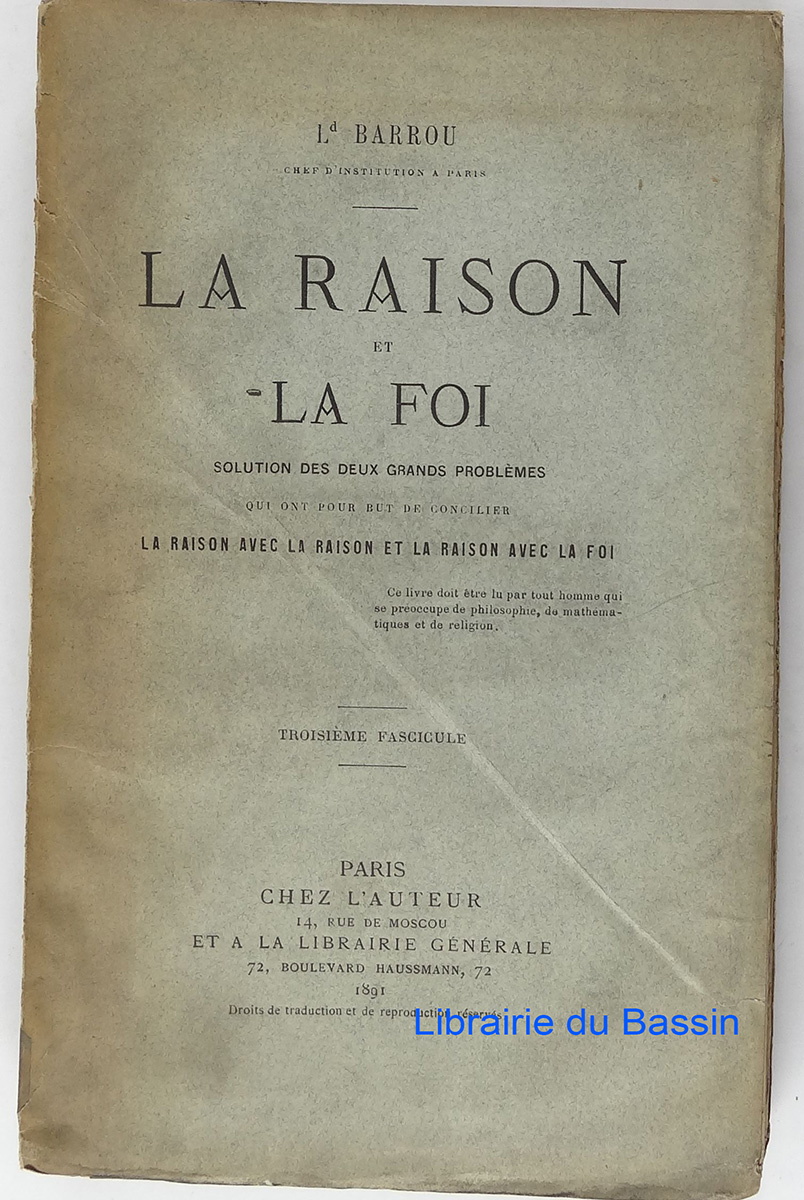 Ld BARROU
CHEF D'INSTITUTION A PARIS
LA RAISON
ET
LA FOI
SOLUTION DES DEUX GRANDS PROBLÈMES
QUI ONT POUR BUT DE CONCILIER
LA RAISON AVEC LA RAISON ET LA RAISON AVEC LA FOI
Ce livre doit être lu par tout homme qui
se préoccupe de philosophie, de mathéma-
tiques et de religion.
TROISIÈME FASCICULE
PARIS
CHEZ L'AUTEUR
14, RUE DE MOSCOU
ET A LA LIBRAIRIE GÉNÉRALE
72, BOULEVARD HAUSSMANN, 72
1891
Droits de traduction et de reproduction réservés
Librairie du Bassin